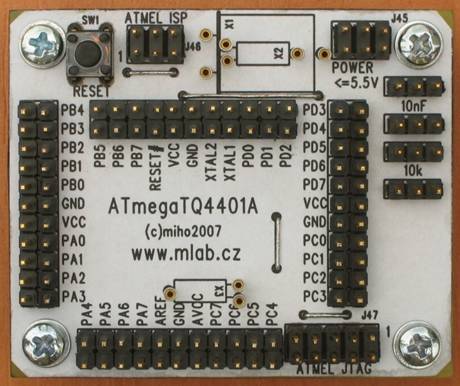 SW1
ATMEL ISP
1
J46
X1
X2
J45
RESET
POWER
<=5.5V
10nF
10k
PB4
PB3
PB2
PB1
PB0
GND
VCC
PA0
PA1
PA2
PA3
PB5
PB6
PB7
RESET#
VCC
GND
XTAL2
XTAL1
PD0
PD1
PD2
PD3
PD4
PD5
PD6
PD7
VCC
GND
PC0
PC1
PC2
PC3
ATmegaTQ4401A
(c)miho2007
www.mlab.cz
X3
PA4
PA5
PA6
PA7
AREF
GND
AVCC
PC7
PC6
PC5
PC4
J47
1
ATMEL JTAG